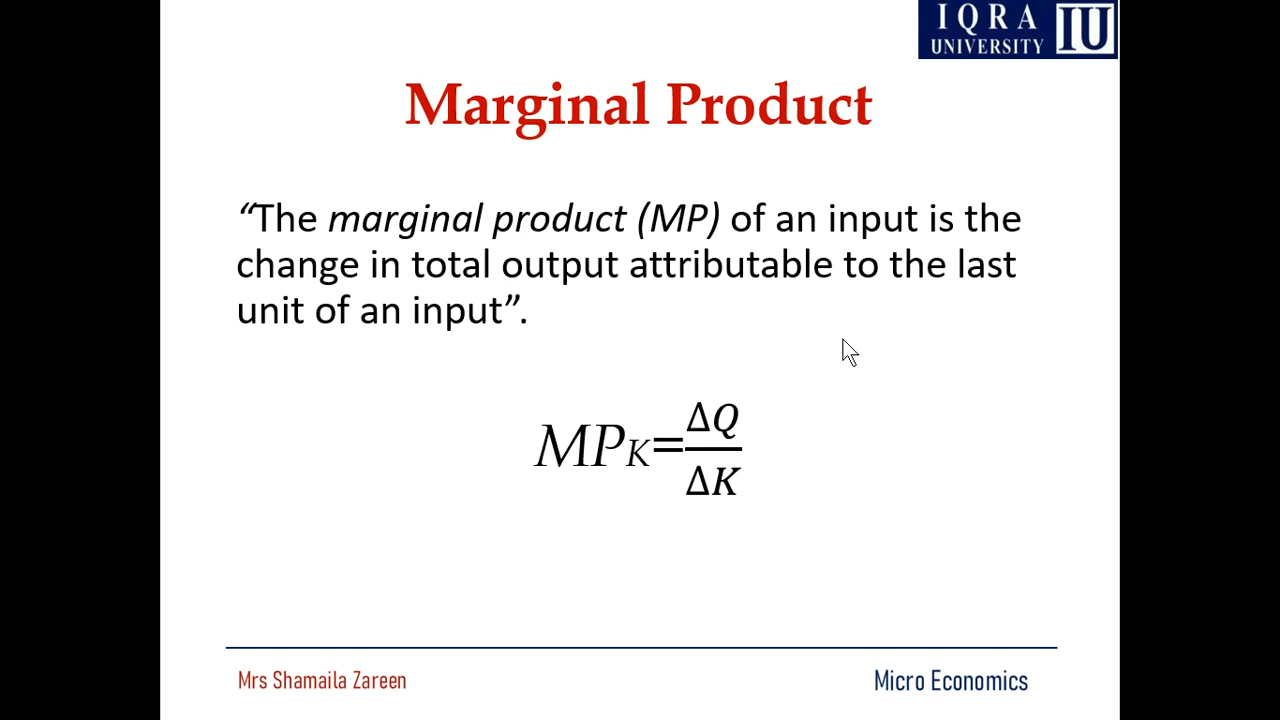 IQRA
UNIVERSITY IU
Marginal Product
“The marginal product (MP) of an input is the
change in total output attributable to the last
unit of an input”.
MPK=ΔQ/ΔK
Mrs Shamaila Zareen
Micro Economics